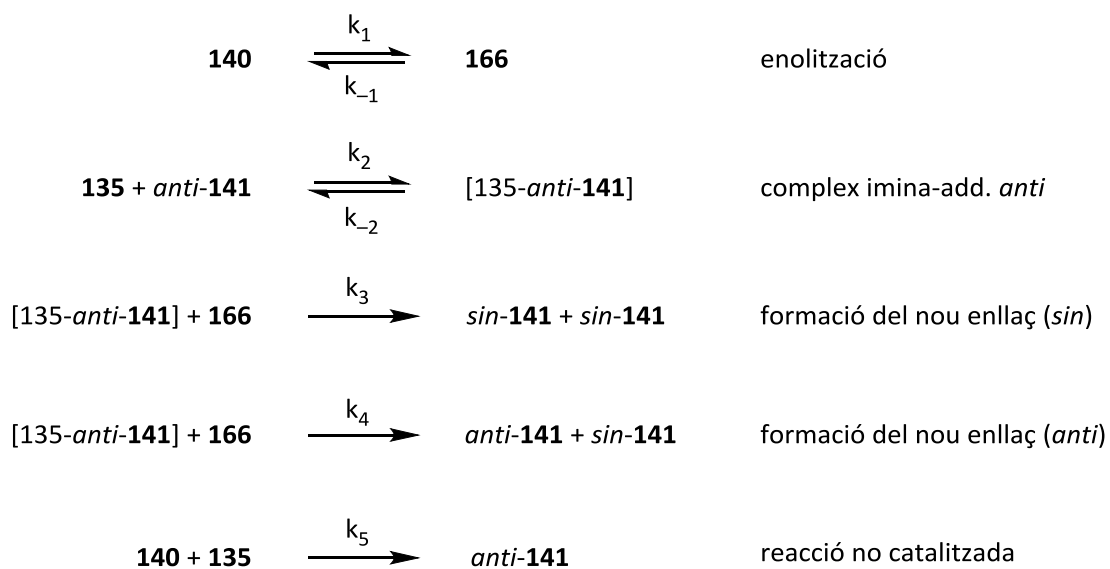 k₁
140 166 enolització
k₋₁
k₂
135 + anti-141 [135-anti-141] complex imina-add. anti
k₋₂
k₃
[135-anti-141] + 166 sin-141 + sin-141 formació del nou enllaç (sin)
k₄
[135-anti-141] + 166 anti-141 + sin-141 formació del nou enllaç (anti)
k₅
140 + 135 anti-141 reacció no catalitzada